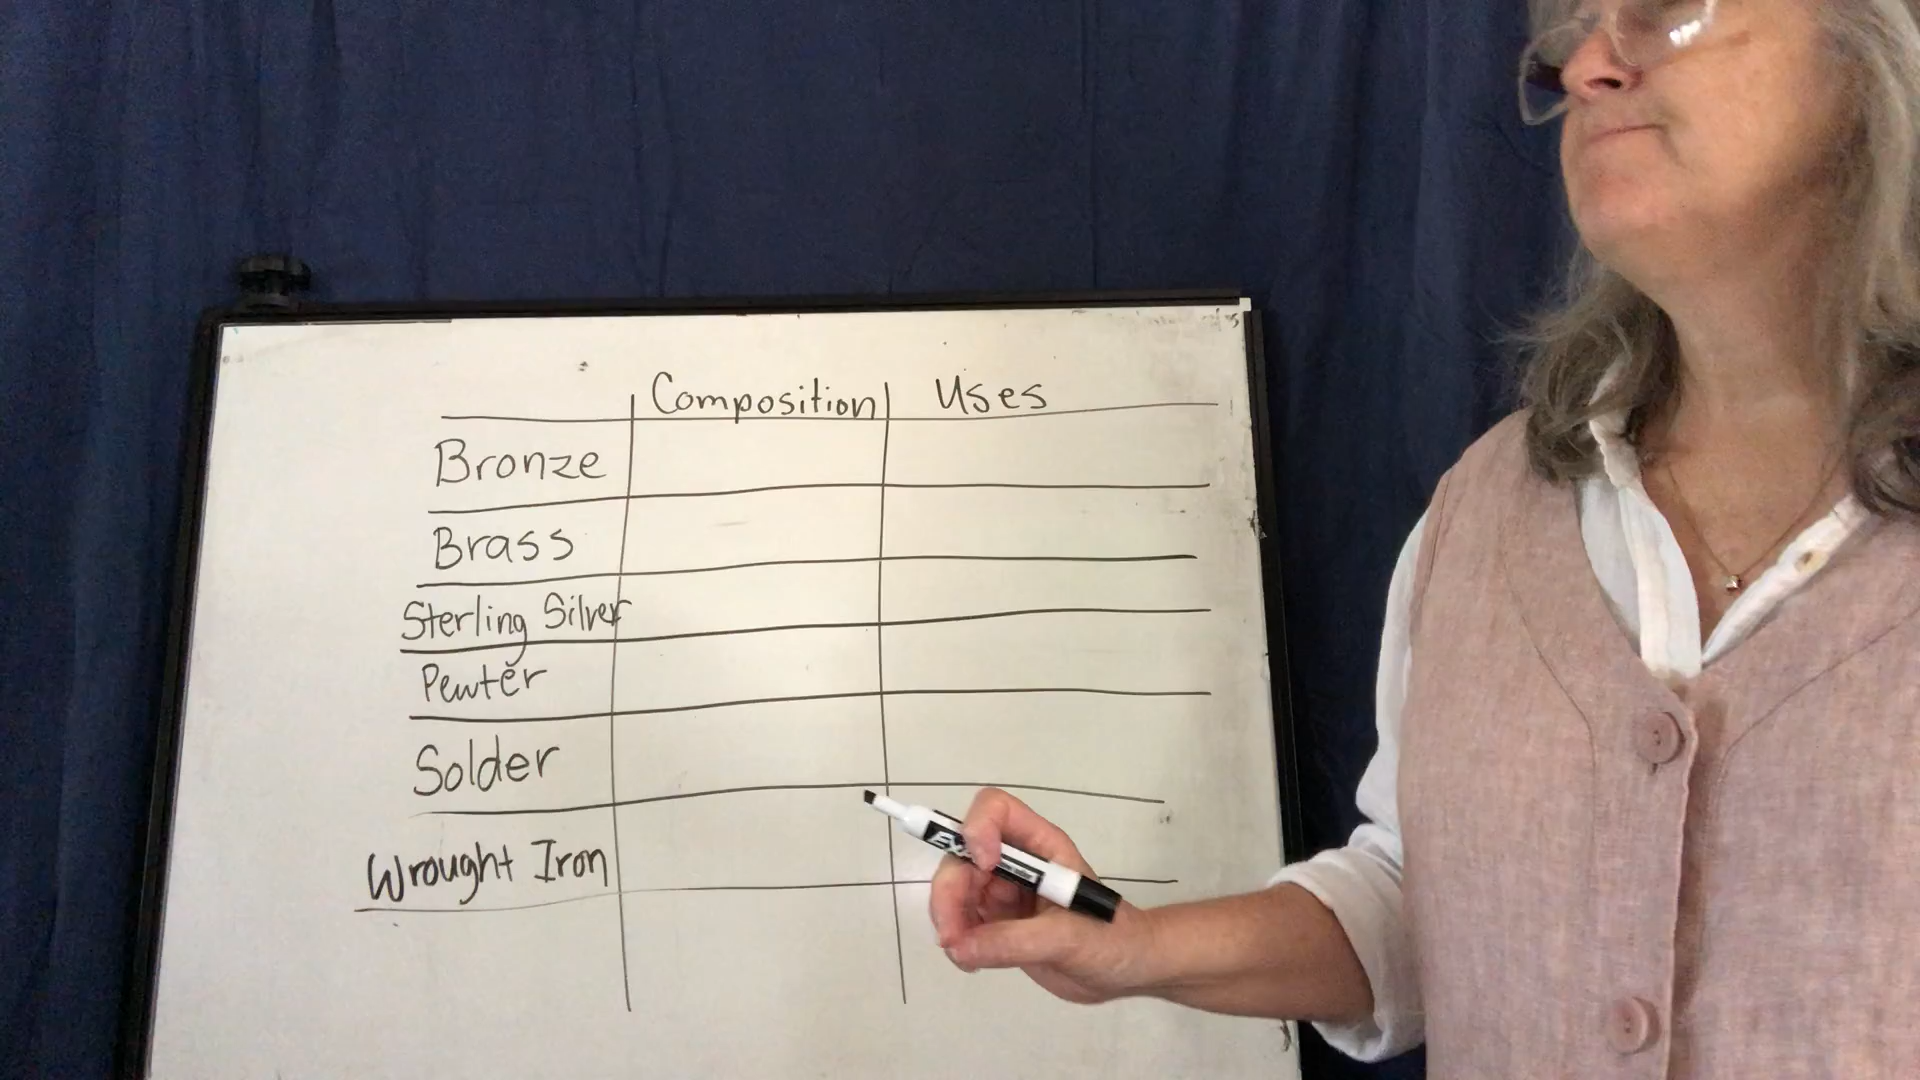 Composition Uses
Bronze
Brass
Sterling Silver
Pewter
Solder
Wrought Iron